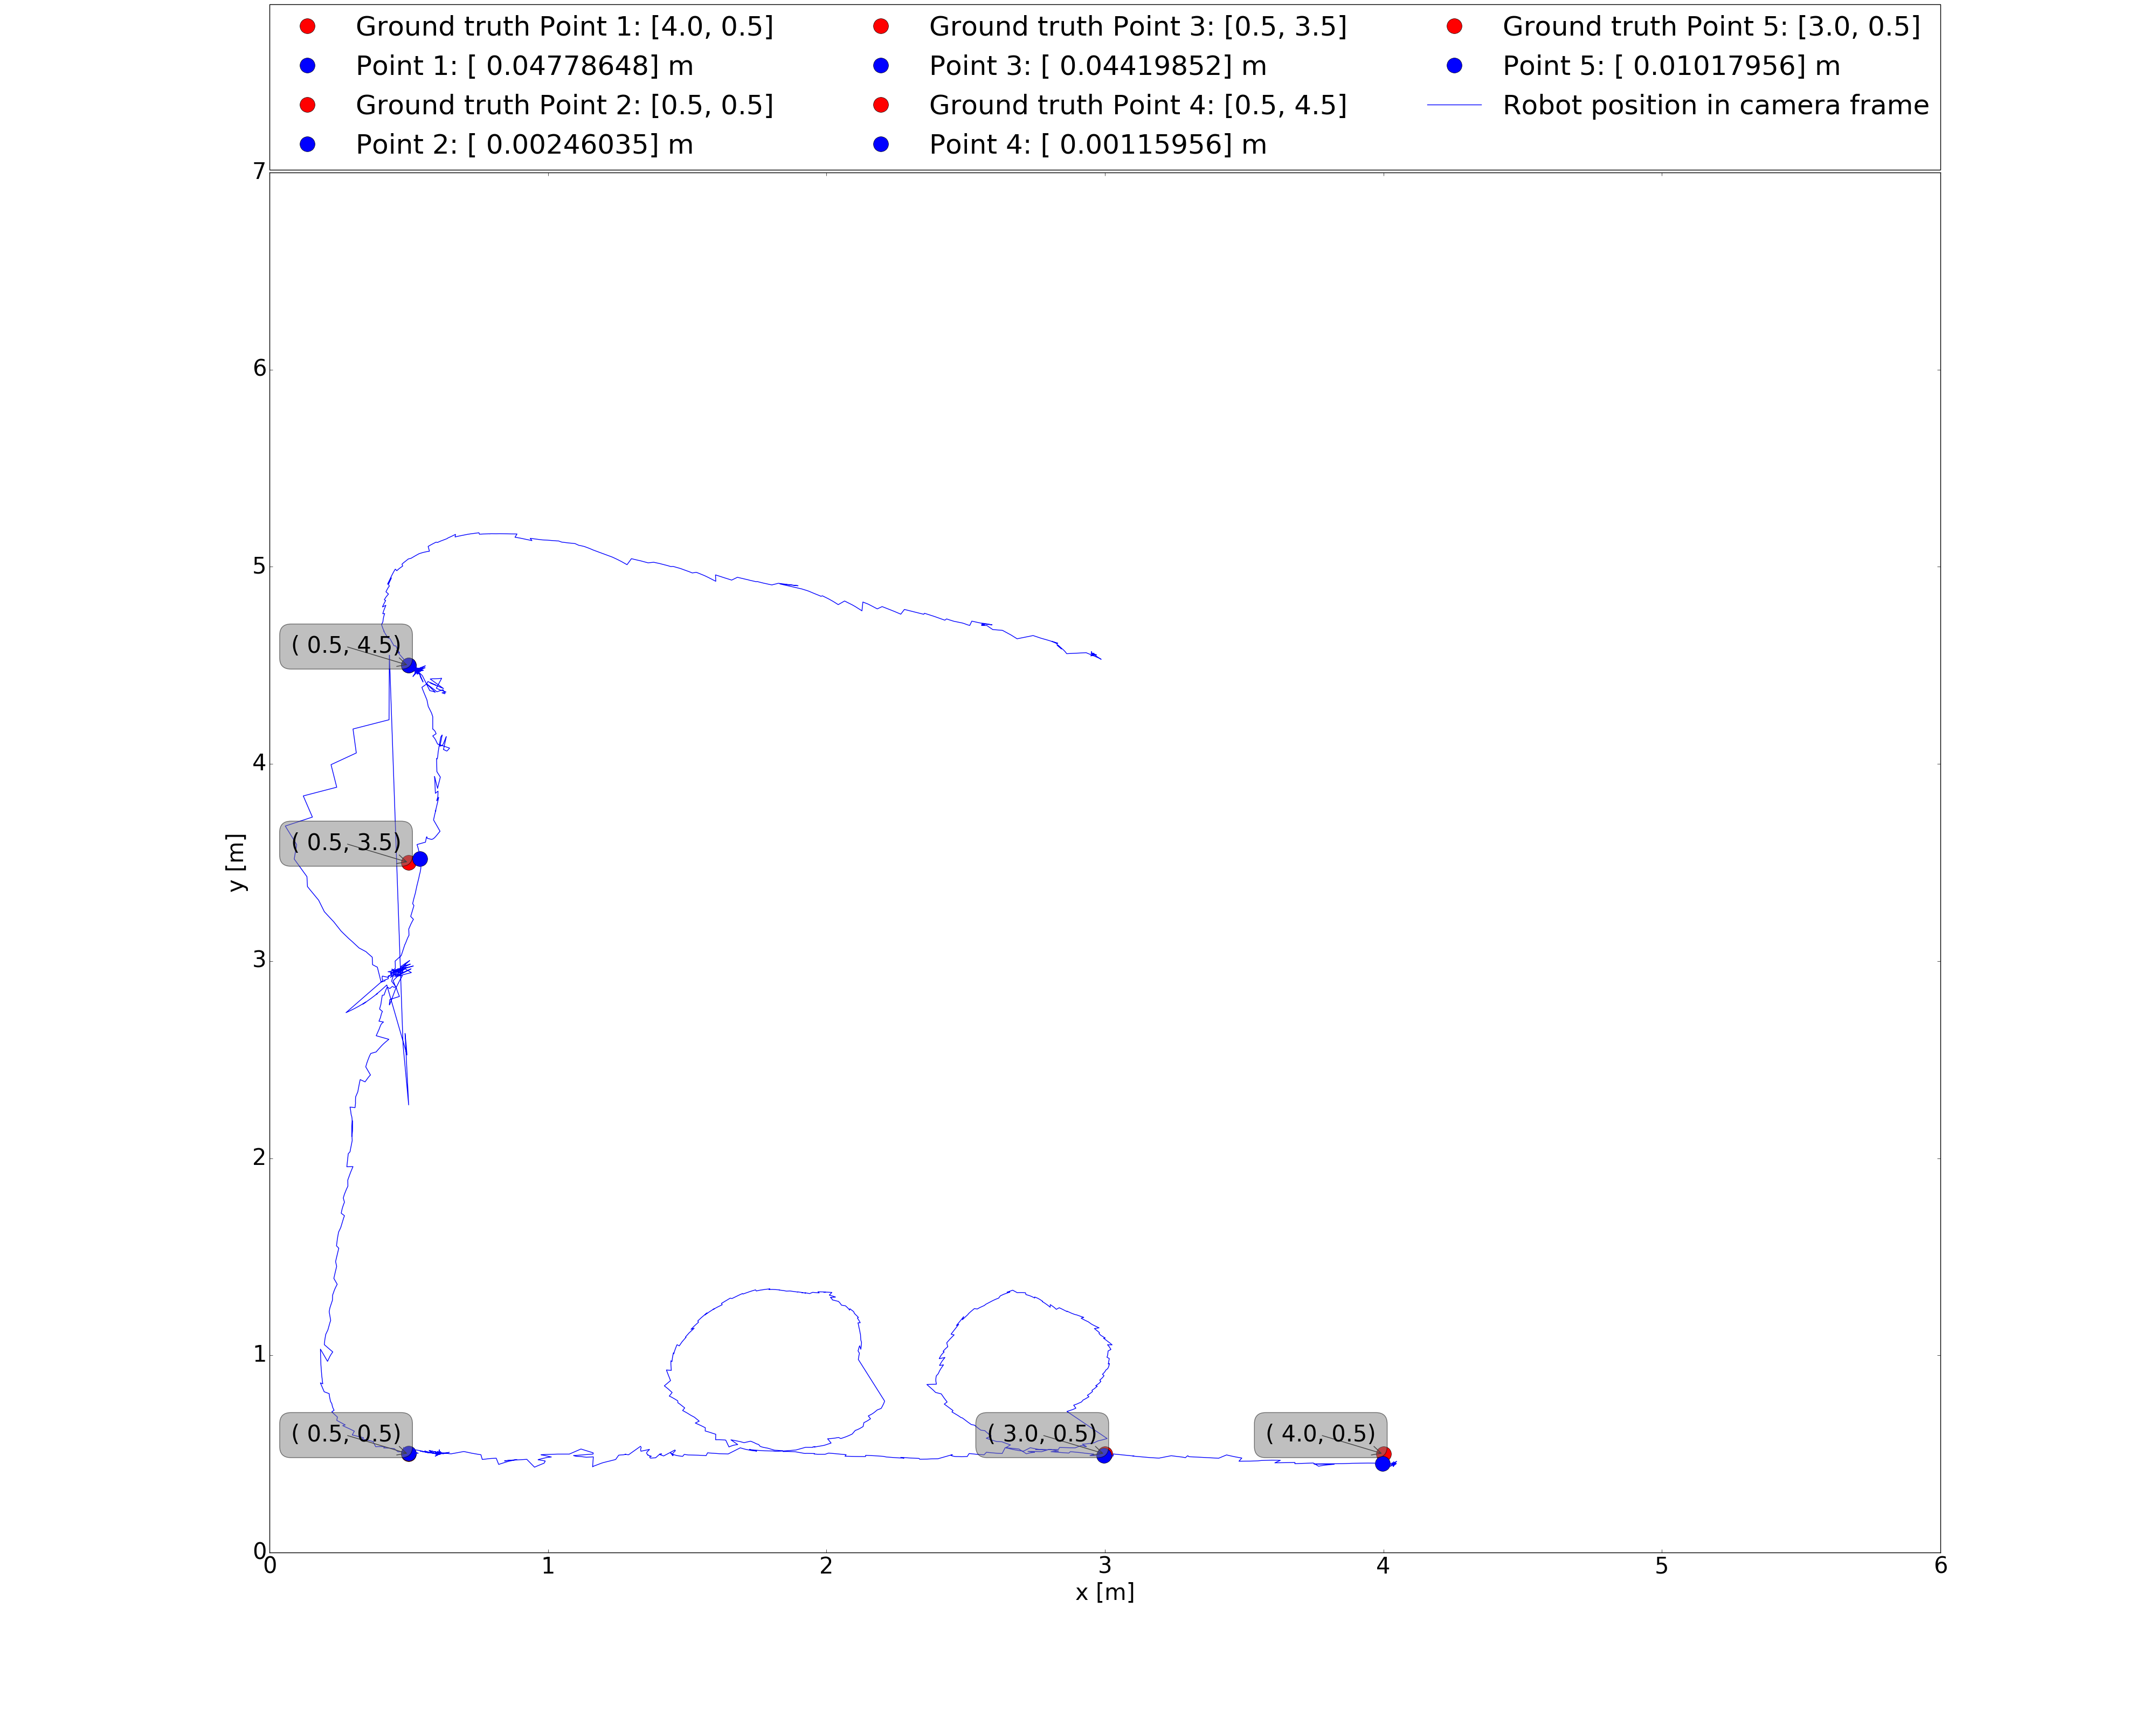 Ground truth Point 1: [4.0, 0.5]
Point 1: [ 0.04778648] m
Ground truth Point 2: [0.5, 0.5]
Point 2: [ 0.00246035] m
Ground truth Point 3: [0.5, 3.5]
Point 3: [ 0.04419852] m
Ground truth Point 4: [0.5, 4.5]
Point 4: [ 0.00115956] m
Ground truth Point 5: [3.0, 0.5]
Point 5: [ 0.01017956] m
Robot position in camera frame
7
6
5
( 0.5, 4.5)
4
( 0.5, 3.5)
y [m]
3
2
1
( 0.5, 0.5)
( 3.0, 0.5)
( 4.0, 0.5)
0
0 1 2 3 4 5 6
x [m]